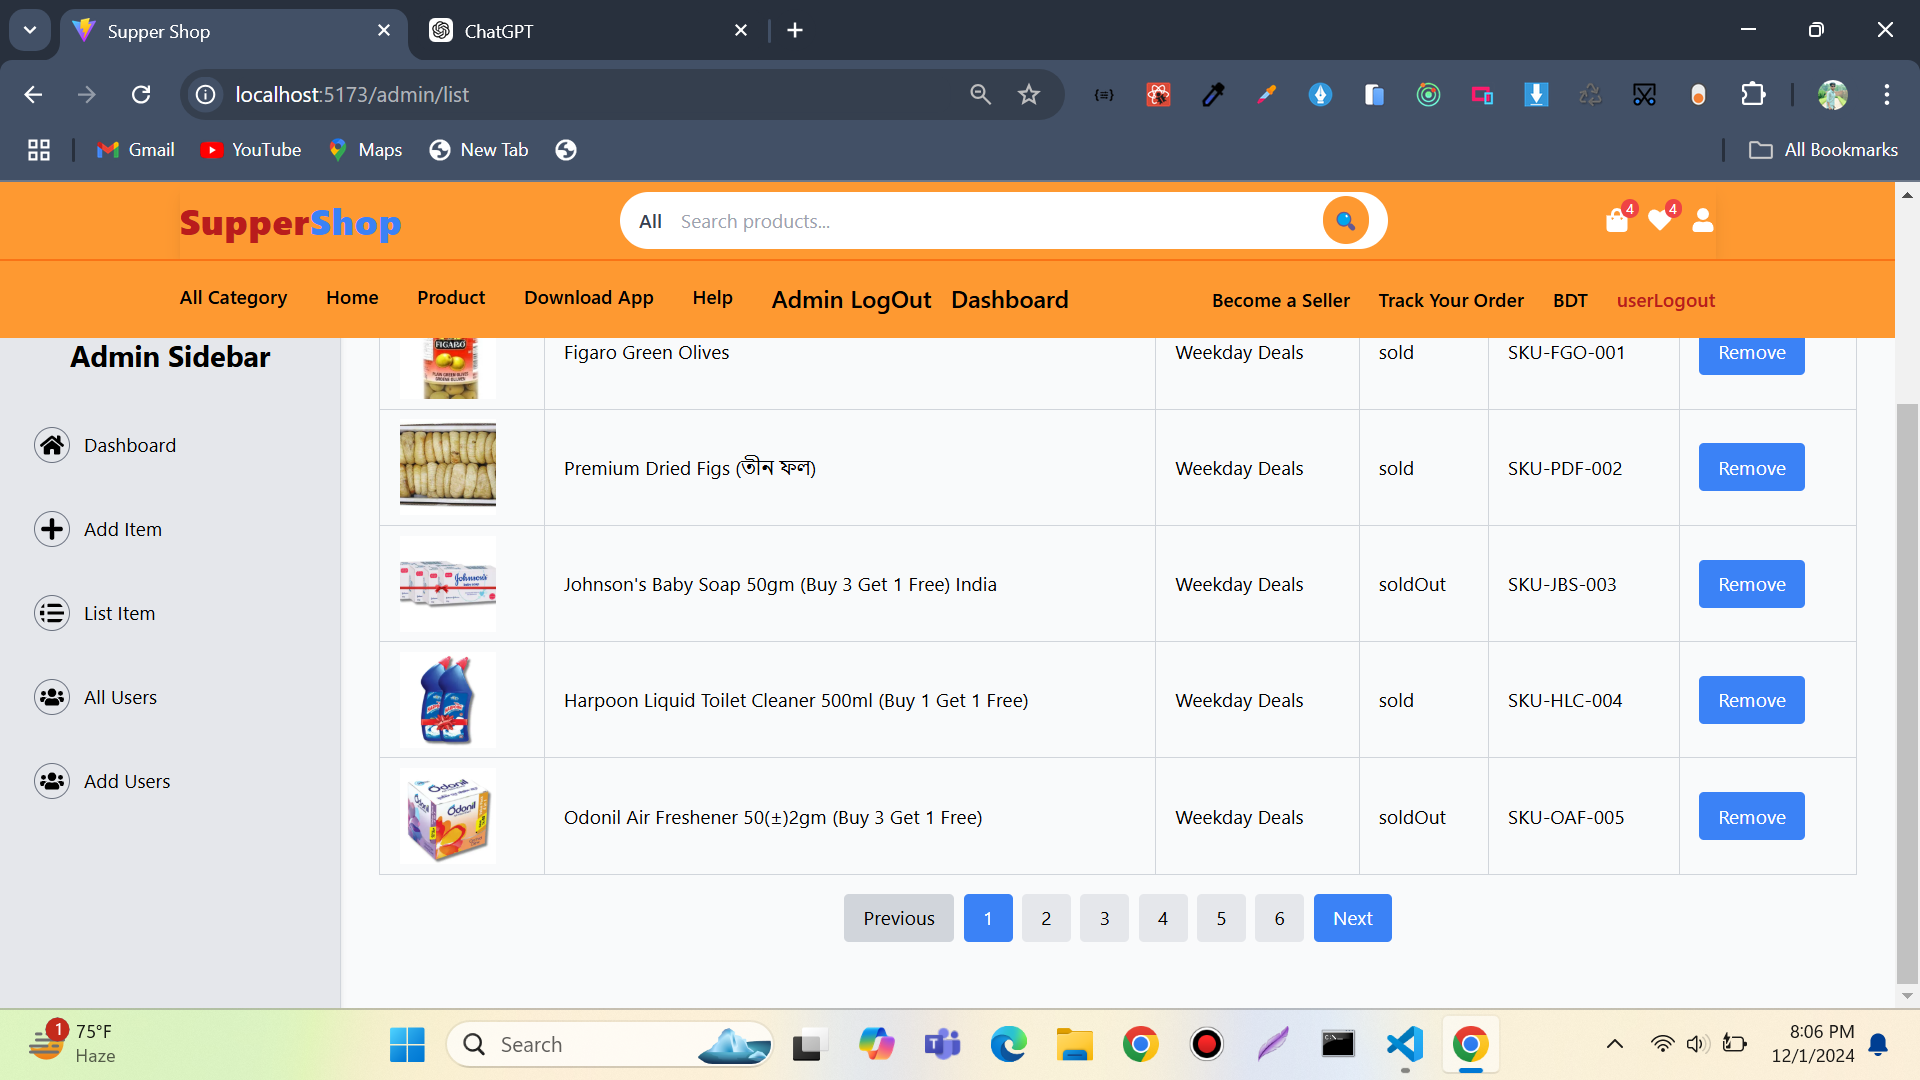 Supper Shop
ChatGPT
localhost:5173/admin/list
Gmail
YouTube
Maps
New Tab
All Bookmarks
SupperShop
All
Search products...
4
4
All Category
Home
Product
Download App
Help
Admin LogOut
Dashboard
Become a Seller
Track Your Order
BDT
userLogout
Admin Sidebar
Dashboard
Add Item
List Item
All Users
Add Users
FIGARO
Figaro Green Olives
Weekday Deals
sold
SKU-FGO-001
Remove
Premium Dried Figs (তীন ফল)
Weekday Deals
sold
SKU-PDF-002
Remove
Johnson's
Johnson's Baby Soap 50gm (Buy 3 Get 1 Free) India
Weekday Deals
soldOut
SKU-JBS-003
Remove
Harpoon Liquid Toilet Cleaner 500ml (Buy 1 Get 1 Free)
Weekday Deals
sold
SKU-HLC-004
Remove
Odonil
Odonil
Odonil Air Freshener 50(±)2gm (Buy 3 Get 1 Free)
Weekday Deals
soldOut
SKU-OAF-005
Remove
Previous
1
2
3
4
5
6
Next
1
75°F
Haze
Search
8:06 PM
12/1/2024